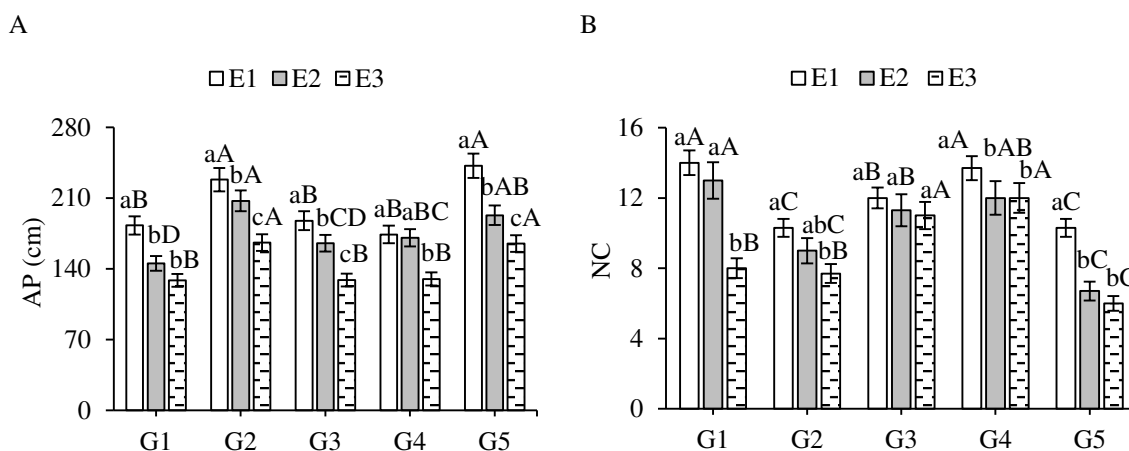 A
E1 E2 E3
280
210
140
70
0
AP (cm)
aB bD bB
aA bA cA
aB bCD cB
aB aBC bB
aA bAB cA
G1 G2 G3 G4 G5
B
E1 E2 E3
16
12
8
4
0
NC
aA aA bB
aC abC bB
aB aB aA
aA bAB bA
aC bC bC
G1 G2 G3 G4 G5